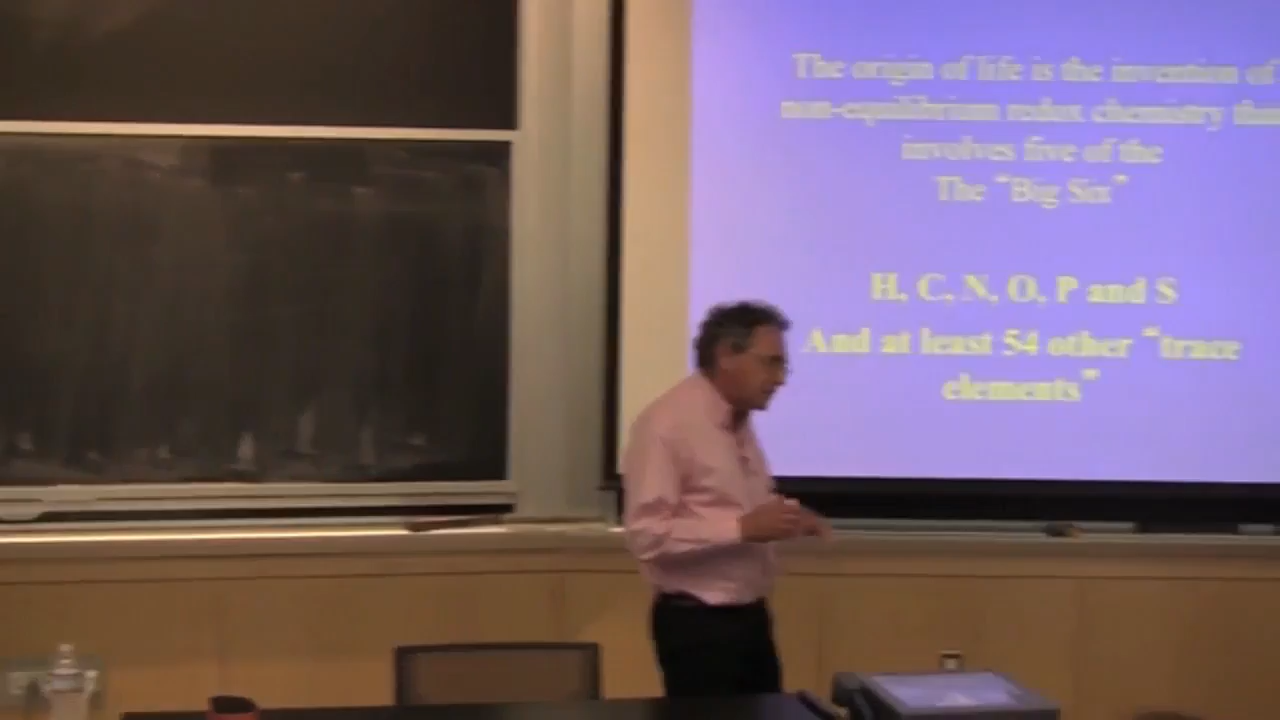 The origin of life is the invention of
non-equilibrium redox chemistry that
involves five of the
The "Big Six"
H, C, N, O, P and S
And at least 54 other "trace
elements"